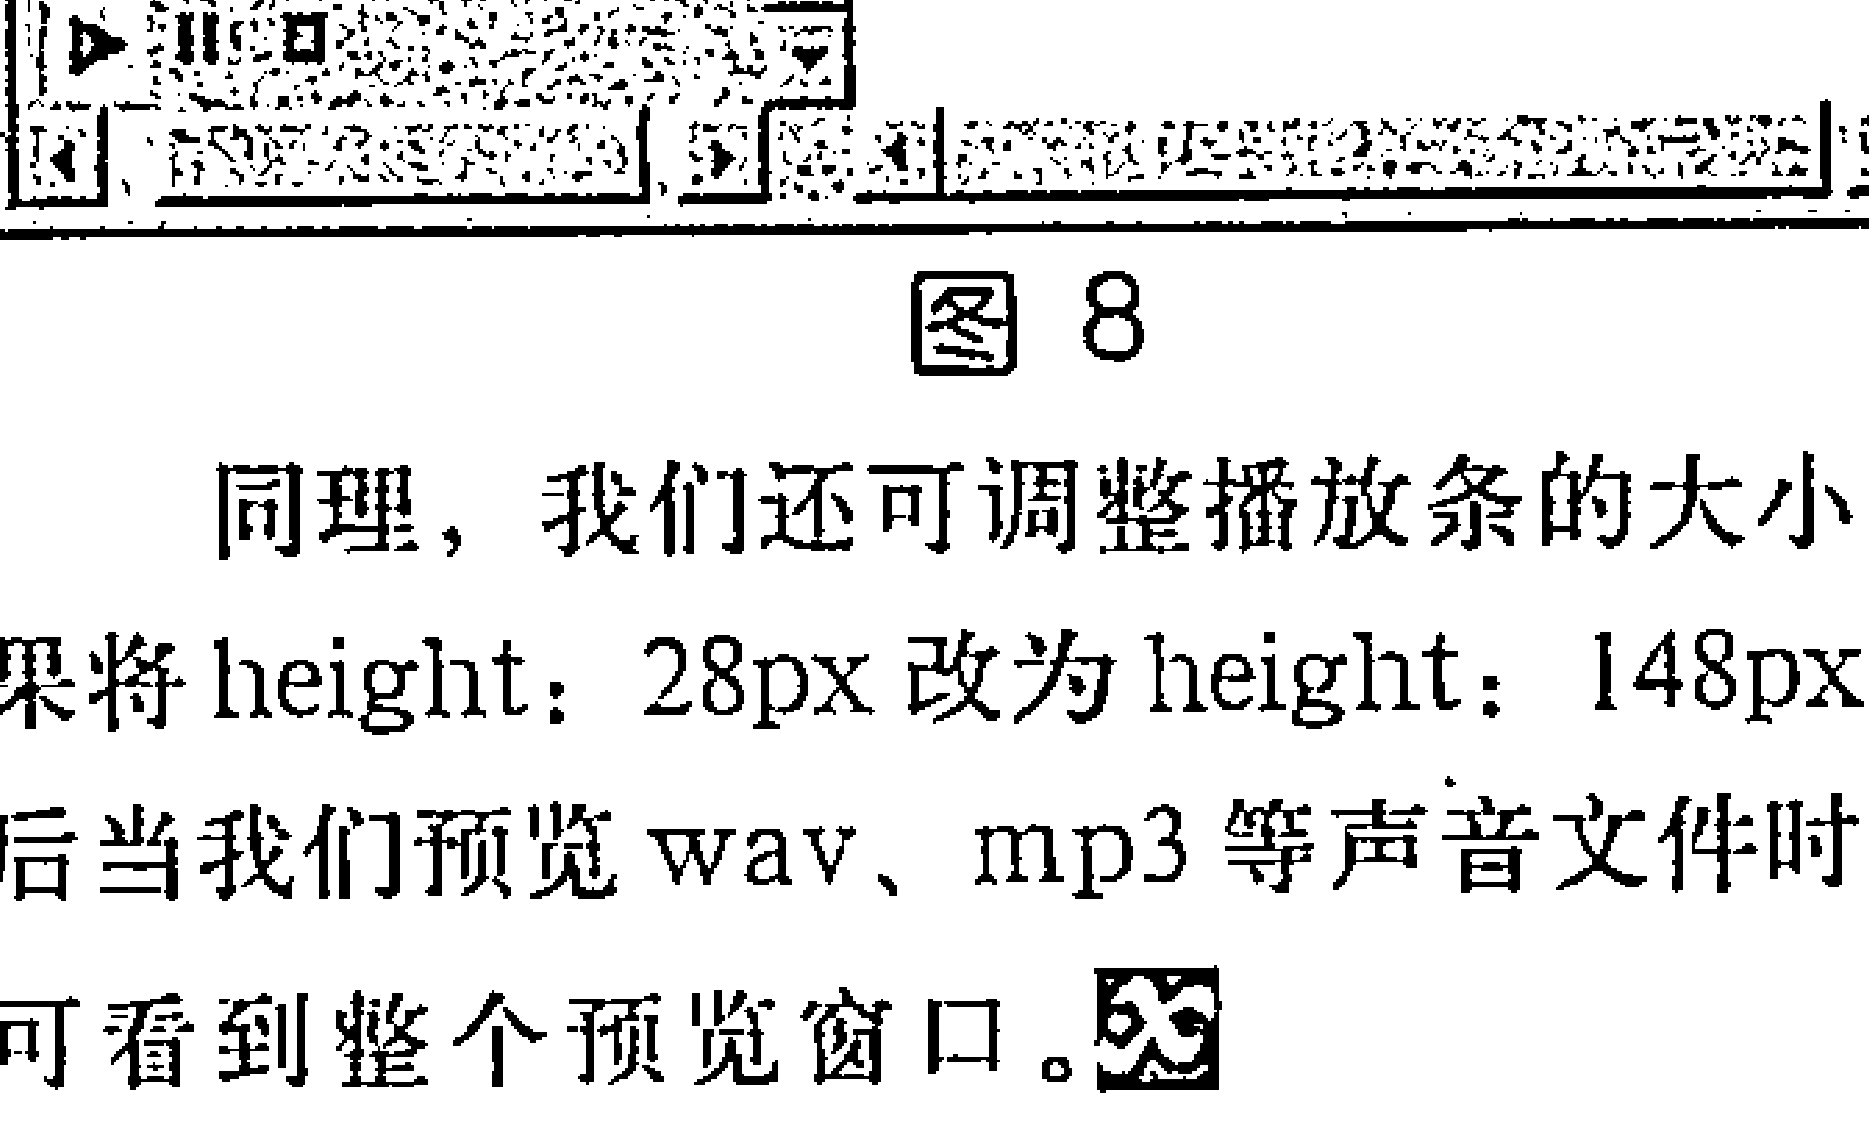 图 8
同理，我们还可调整播放条的大小
果将 height：28px 改为 height：148px
后当我们预览 wav、mp3 等声音文件时
可看到整个预览窗口。